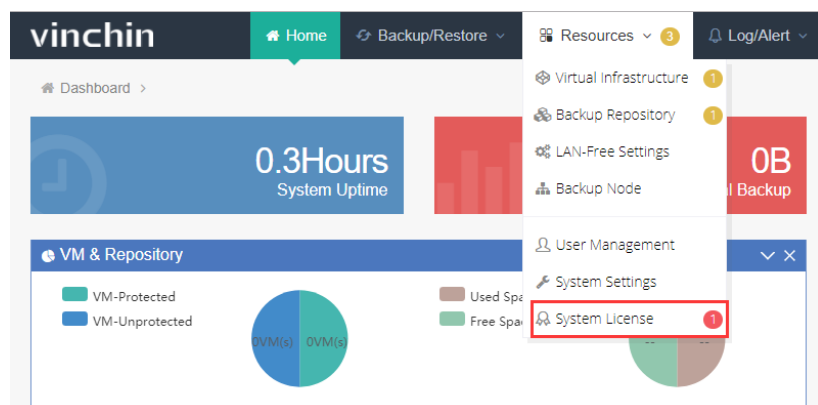 vinchin
Home
Backup/Restore
Resources 3
Log/Alert
Dashboard
Virtual Infrastructure 1
Backup Repository 1
LAN-Free Settings
Backup Node
User Management
System Settings
System License 1
0.3Hours
System Uptime
0B
Backup
VM & Repository
VM-Protected
VM-Unprotected
0VM(s) 0VM(s)
Used Spa
Free Spa